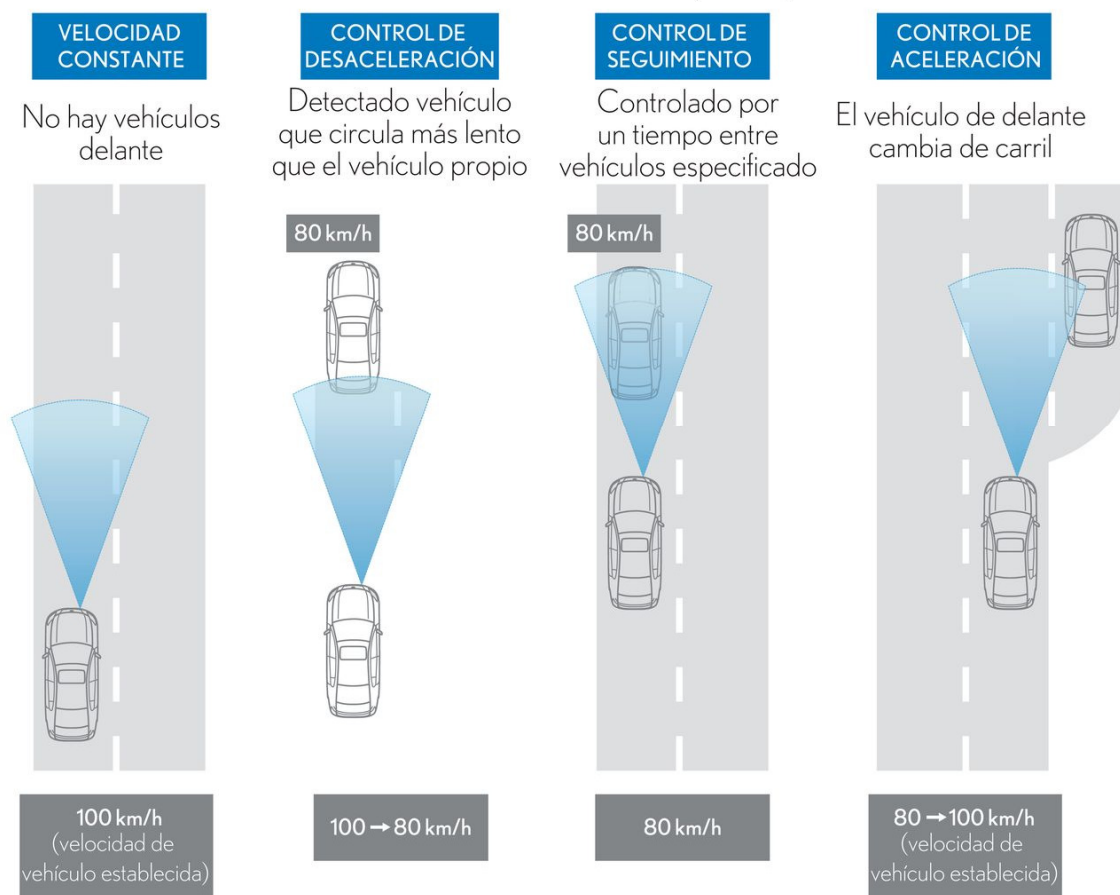 VELOCIDAD
CONSTANTE
No hay vehículos
delante
100 km/h
(velocidad de
vehículo establecida)
CONTROL DE
DESACELERACIÓN
Detectado vehículo
que circula más lento
que el vehículo propio
80 km/h
100 → 80 km/h
CONTROL DE
SEGUIMIENTO
Controlado por
un tiempo entre
vehículos especificado
80 km/h
80 km/h
CONTROL DE
ACELERACIÓN
El vehículo de delante
cambia de carril
80 → 100 km/h
(velocidad de
vehículo establecida)